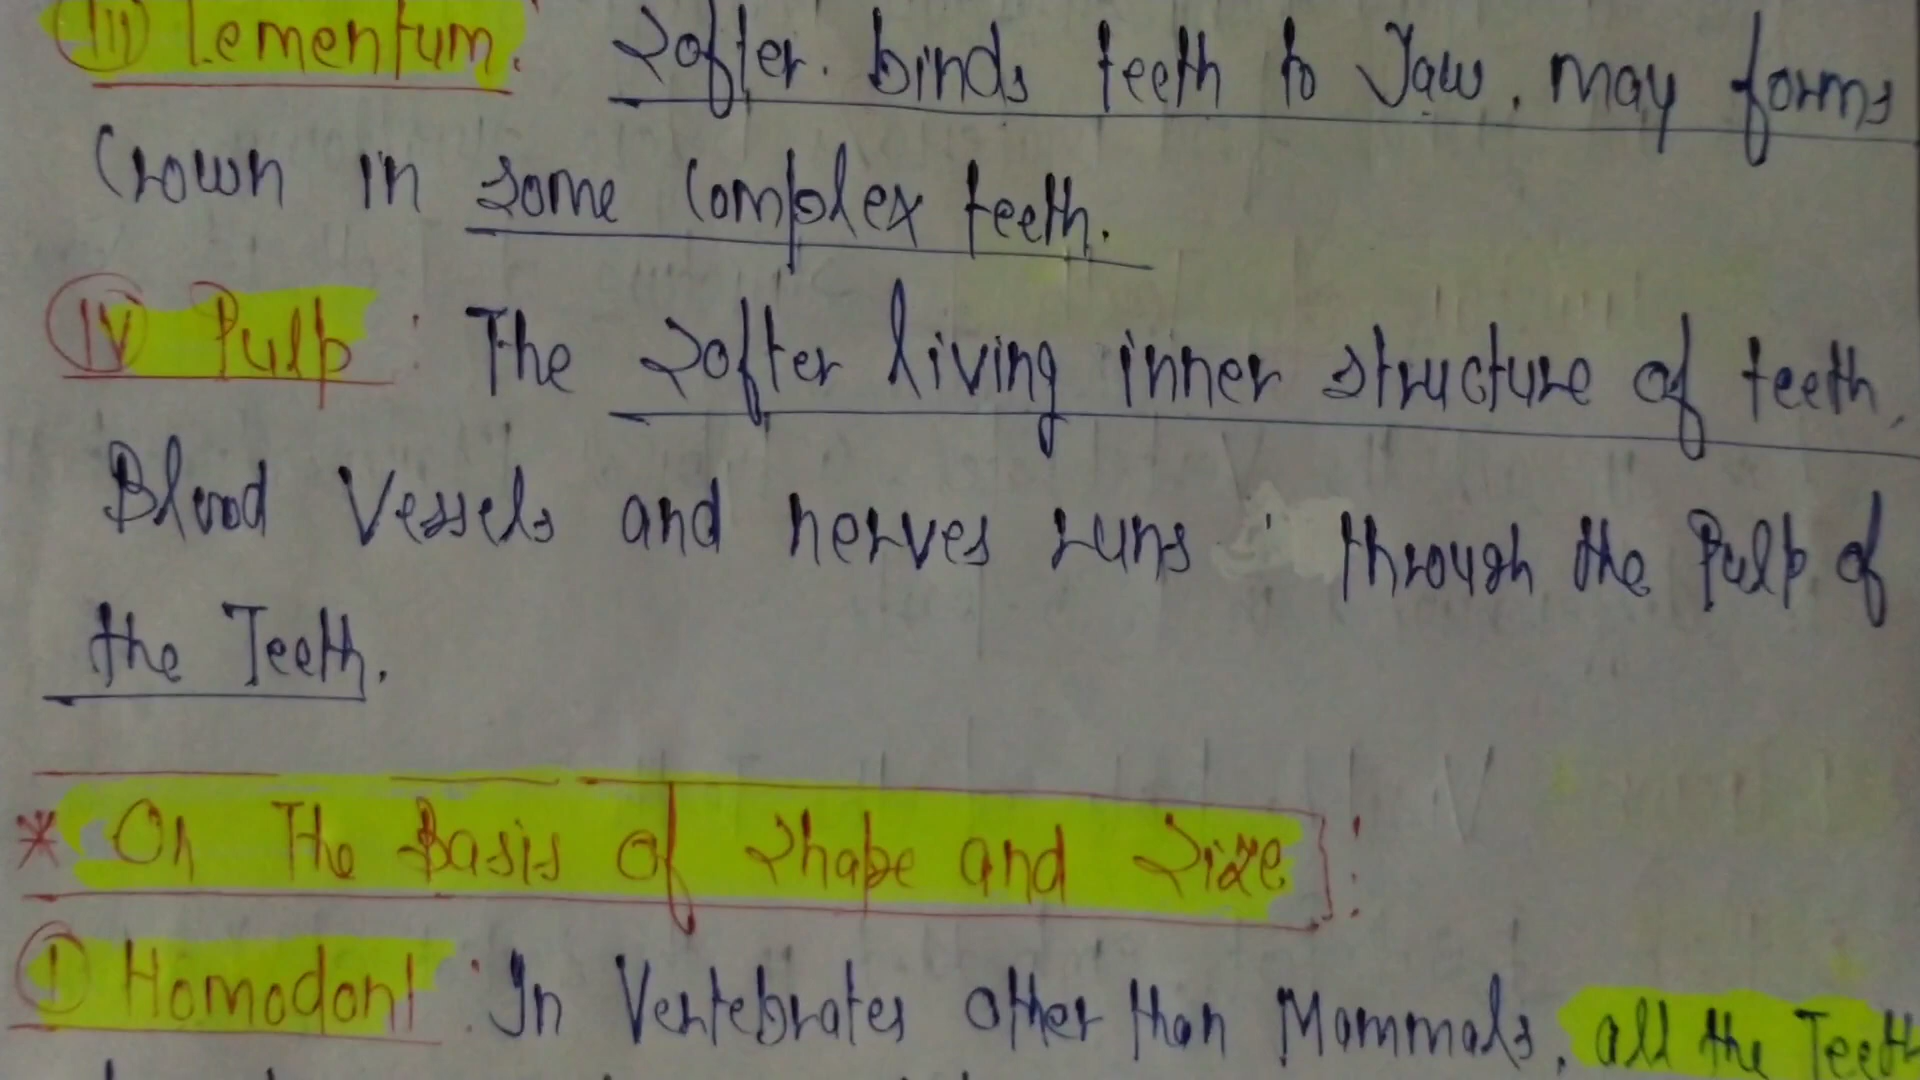 (iii) Cementum: Softer. binds teeth to Jaw, may forms
Crown in some Complex teeth.
(iv) Pulp: The Softer living inner structure of teeth.
Blood Vessels and nerves runs through the Pulp of
the Teeth.
* On The Basis of Shape and Size:
(I) Homodont: In Vertebrates other than Mammals, all the Teeth